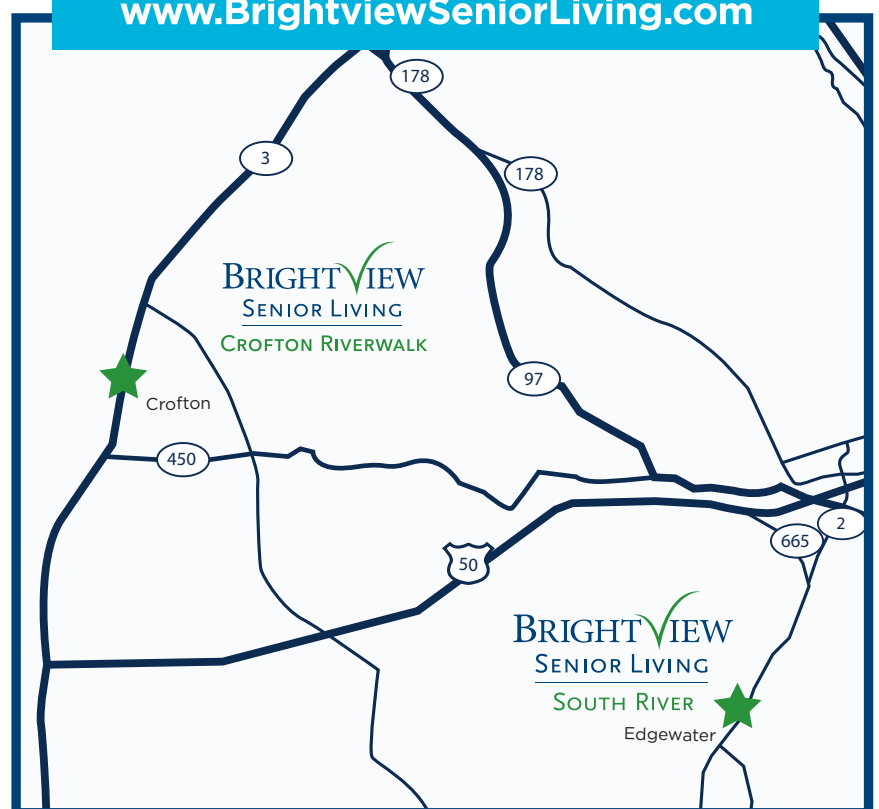 www.BrightviewSeniorLiving.com
178
3
178
BRIGHTVIEW
SENIOR LIVING
CROFTON RIVERWALK
97
Crofton
450
2
665
50
BRIGHTVIEW
SENIOR LIVING
SOUTH RIVER
Edgewater